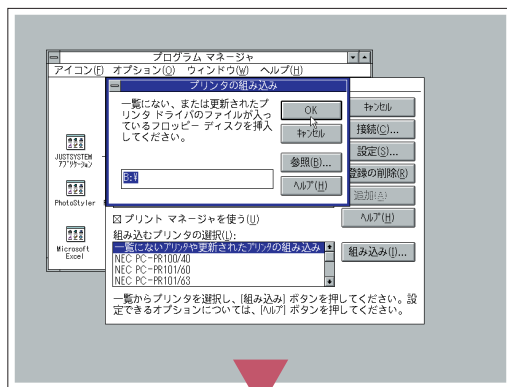 プログラム マネージャ
アイコン(F) オプション(O) ウィンドウ(W) ヘルプ(H)
プリンタの組み込み
一覧にない、または更新されたプ
リンタ ドライバのファイルが入っ
ているフロッピー ディスクを挿入
してください。
B:¥
OK
キャンセル
参照(B)...
ヘルプ(H)
キャンセル
接続(C)...
設定(S)...
登録の削除(R)
追加(A)
ヘルプ(H)
組み込み(I)...
JUSTSYSTEM
アプリケーション
PhotoStyler
Microsoft
Excel
プリント マネージャを使う(U)
組み込むプリンタの選択(L):
一覧にないプリンタや更新されたプリンタの組み込み
NEC PC-PR100/40
NEC PC-PR101/60
NEC PC-PR101/63
一覧からプリンタを選択し、[組み込み] ボタンを押してください。設
定できるオプションについては、[ヘルプ] ボタンを押してください。